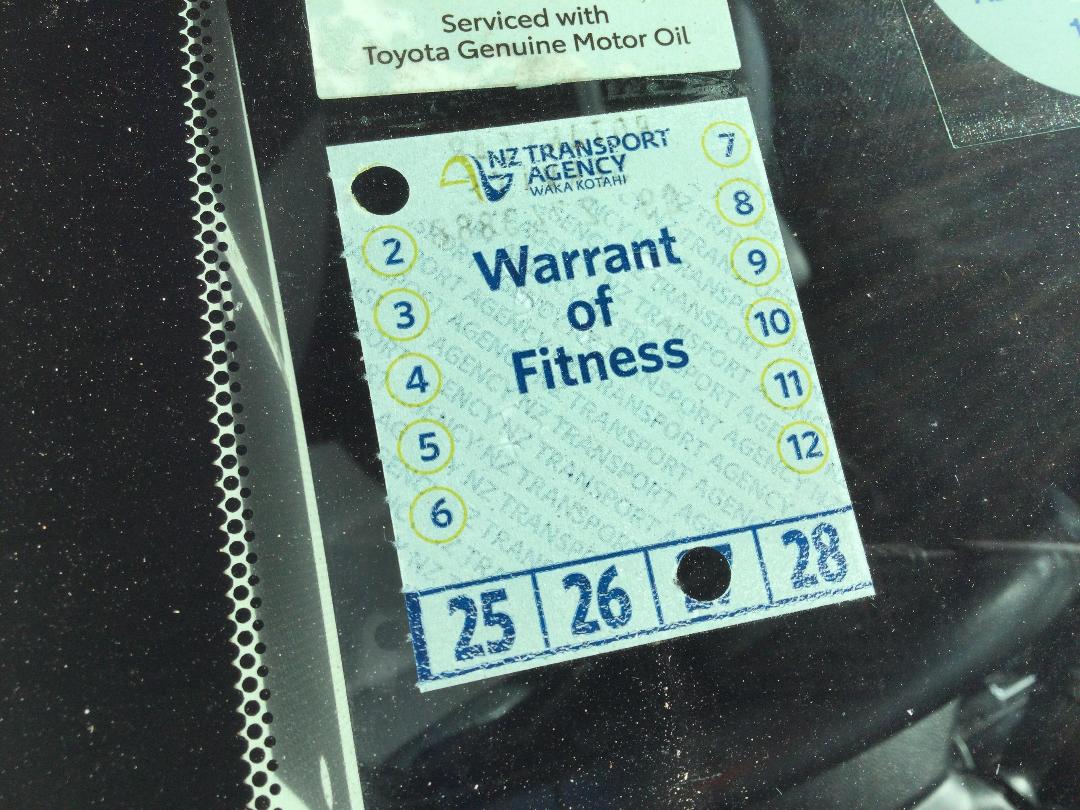 Serviced with
Toyota Genuine Motor Oil
NZ TRANSPORT
AGENCY
WAKA KOTAHI
Warrant
of
Fitness
2
3
4
5
6
7
8
9
10
11
12
25
26
28